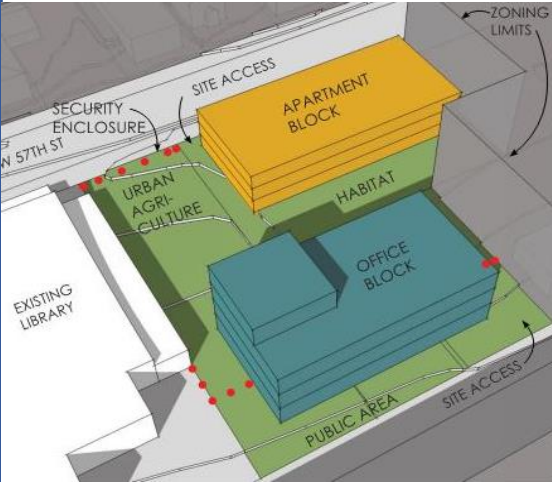 ZONING
LIMITS
SITE ACCESS
APARTMENT
BLOCK
SECURITY
ENCLOSURE
W 57TH ST
URBAN
AGRI-
CULTURE
HABITAT
OFFICE
BLOCK
EXISTING
LIBRARY
SITE ACCESS
PUBLIC AREA